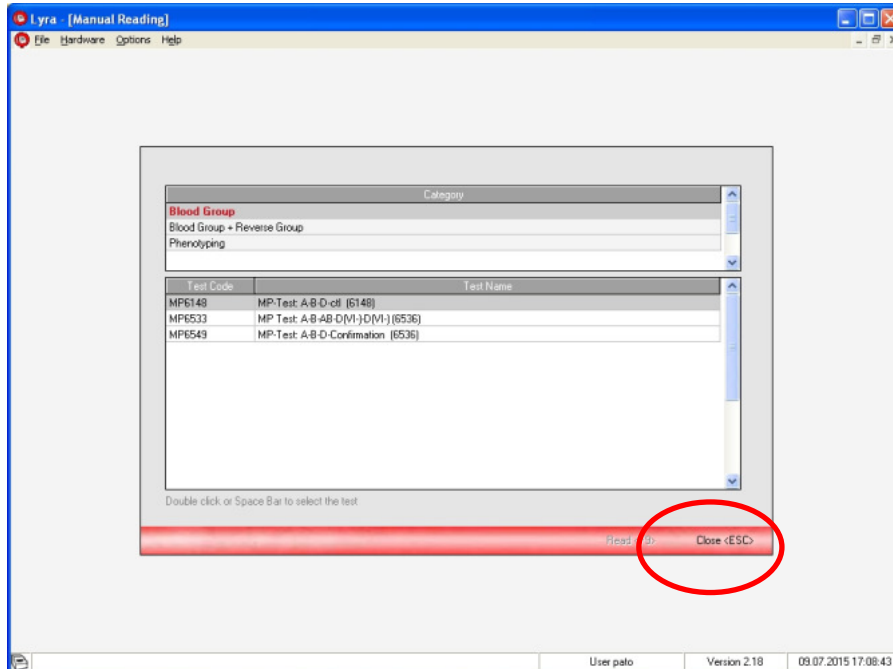 Lyra - [Manual Reading]
File Hardware Options Help
Category
Blood Group
Blood Group + Reverse Group
Phenotyping
Test Code Test Name
MP6148 MP-Test: A-B-D-ctl (6148)
MP6533 MP Test: A-B-AB-D(VI-)-D(VI-) (6536)
MP6549 MP-Test: A-B-D-Confirmation (6536)
Double click or Space Bar to select the test
Read Close <ESC>
User pato Version 2.18 09.07.2015 17:08:43